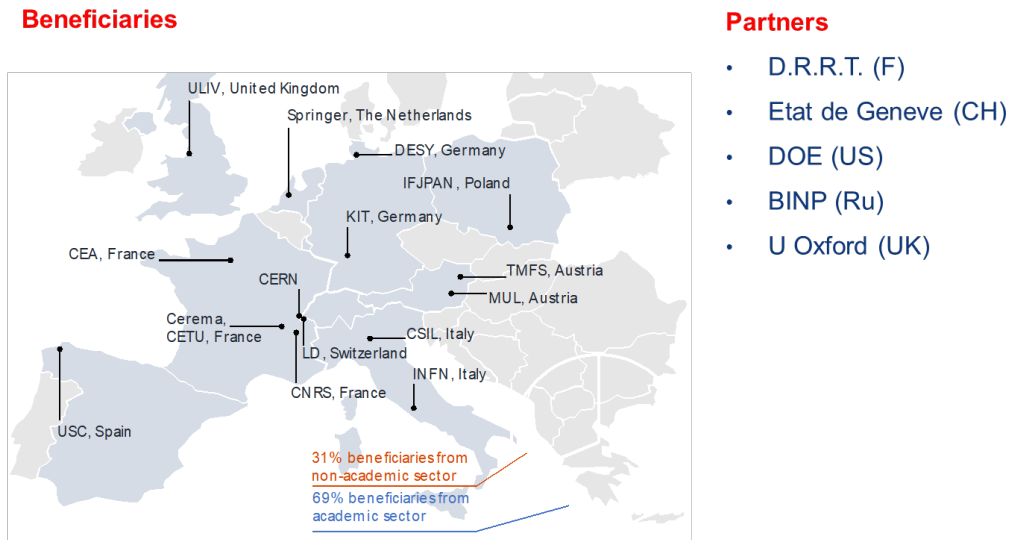 Beneficiaries
ULIV, United Kingdom
Springer, The Netherlands
DESY, Germany
IFJPAN , Poland
KIT, Germany
CEA, France
CERN
TMFS, Austria
MUL, Austria
Cerema,
CETU, France
CSIL, Italy
LD , Switzerland
INFN, Italy
CNRS, France
USC, Spain
31% beneficiaries from
non-academic sector
69% beneficiaries from
academic sector
Partners
• D.R.R.T. (F)
• Etat de Geneve (CH)
• DOE (US)
• BINP (Ru)
• U Oxford (UK)